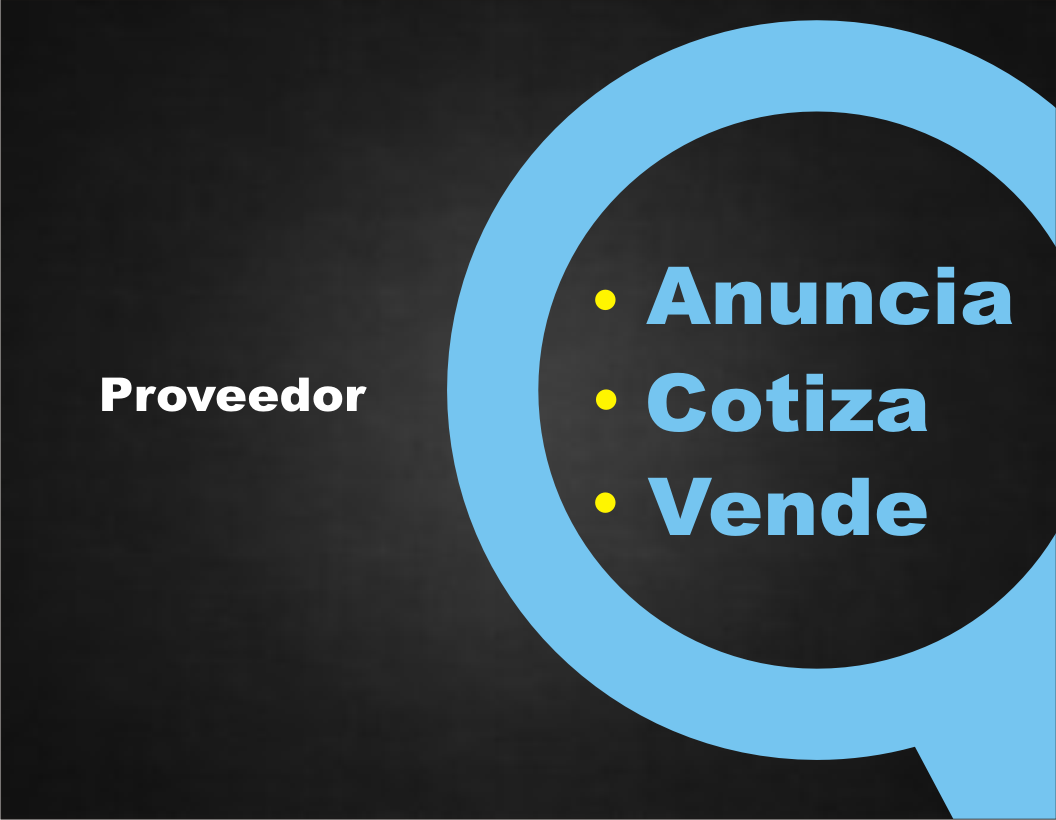 Proveedor
• Anuncia
• Cotiza
• Vende